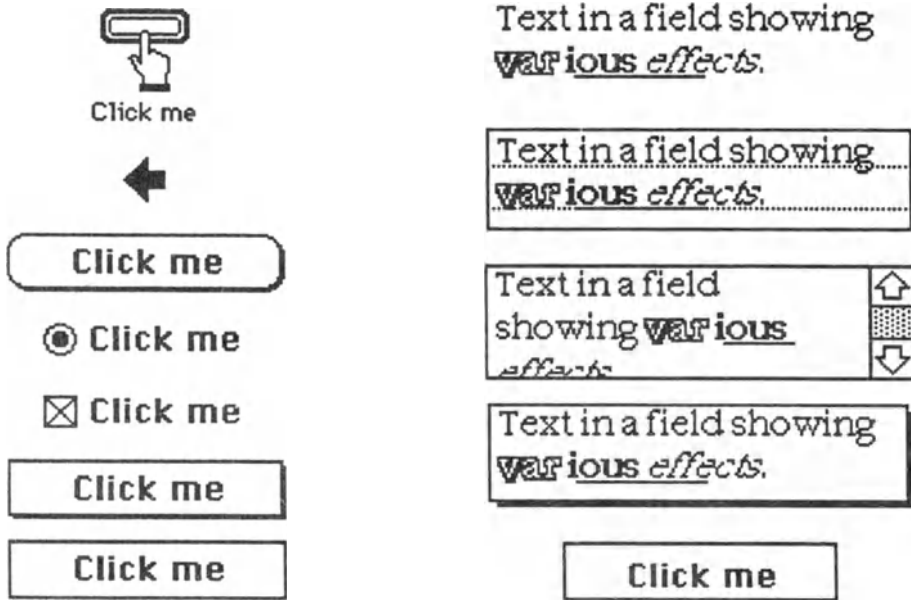 Click me
Click me
Click me
Click me
Click me
Click me
Text in a field showing
various effects.
Text in a field showing
various effects.
Text in a field
showing various
effects
Text in a field showing
various effects.
Click me